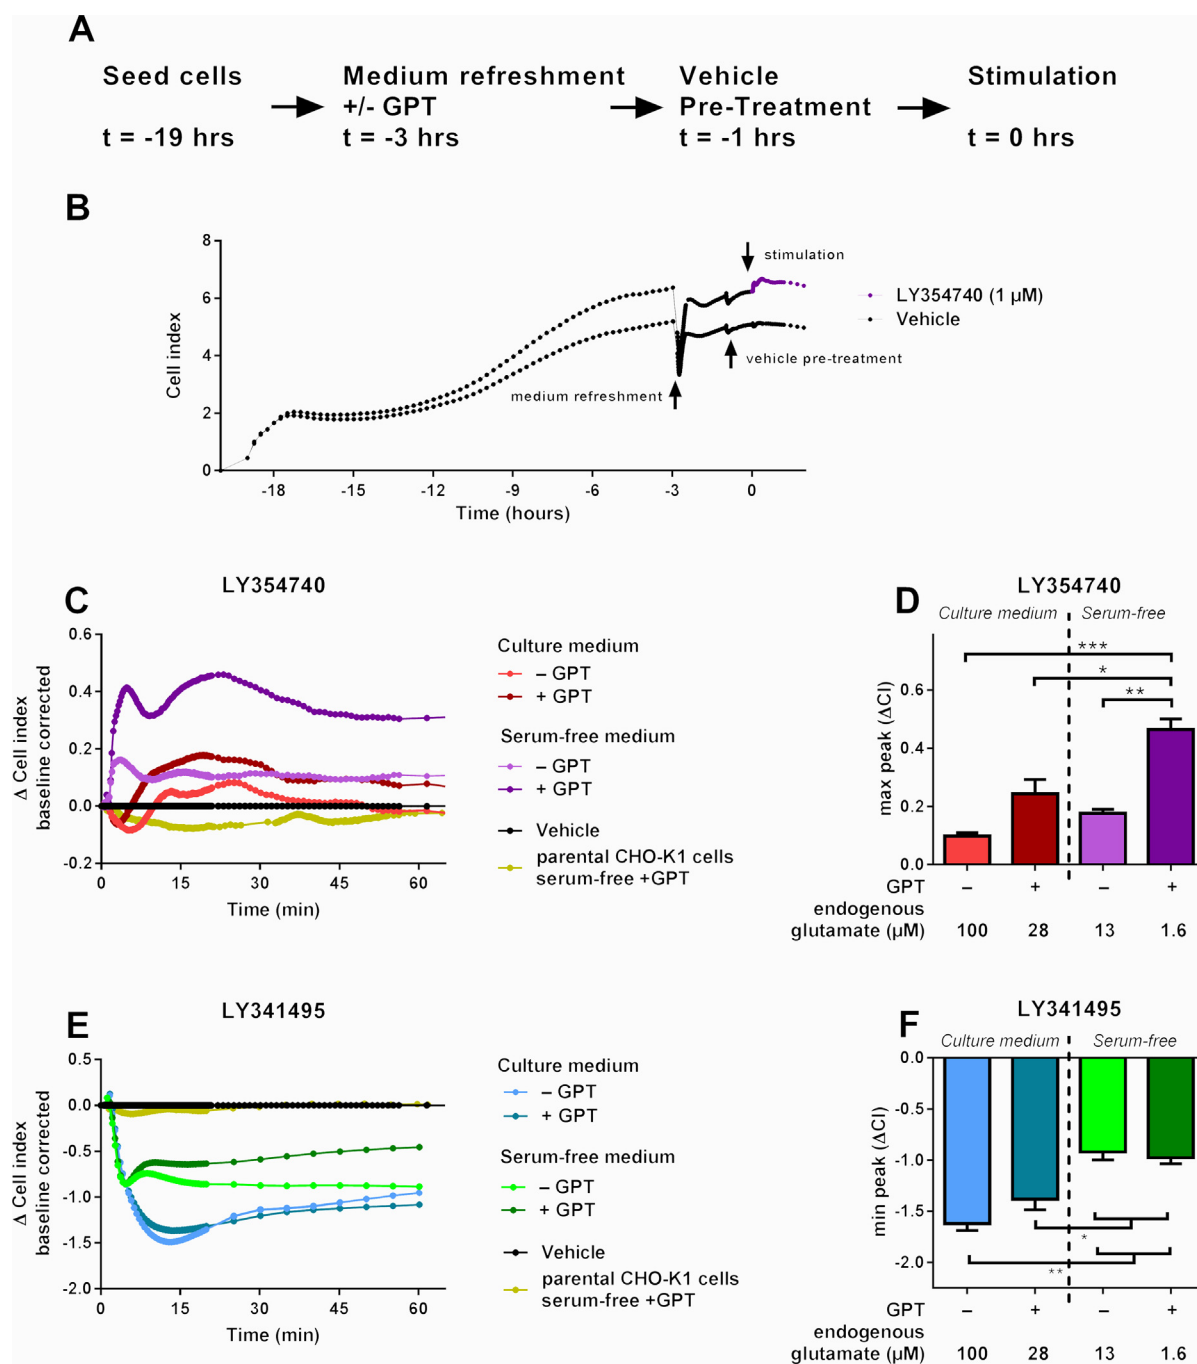 A
Seed cells
t = -19 hrs
Medium refreshment
+/- GPT
t = -3 hrs
Vehicle
Pre-Treatment
t = -1 hrs
Stimulation
t = 0 hrs
B
Cell index
8
6
4
2
0
-18 -15 -12 -9 -6 -3 0
Time (hours)
stimulation
vehicle pre-treatment
medium refreshment
LY354740 (1 µM)
Vehicle
C
LY354740
Δ Cell index
baseline corrected
0.6
0.4
0.2
0.0
-0.2
0 15 30 45 60
Time (min)
Culture medium
– GPT
+ GPT
Serum-free medium
– GPT
+ GPT
Vehicle
parental CHO-K1 cells
serum-free +GPT
D
LY354740
Culture medium Serum-free
max peak (ΔCI)
0.6
0.4
0.2
0.0
***
*
**
GPT – + – +
endogenous
glutamate (µM) 100 28 13 1.6
E
LY341495
Δ Cell index
baseline corrected
0.5
0.0
-0.5
-1.0
-1.5
-2.0
0 15 30 45 60
Time (min)
Culture medium
– GPT
+ GPT
Serum-free medium
– GPT
+ GPT
Vehicle
parental CHO-K1 cells
serum-free +GPT
F
LY341495
Culture medium Serum-free
min peak (ΔCI)
0.0
-0.5
-1.0
-1.5
-2.0
*
**
GPT – + – +
endogenous
glutamate (µM) 100 28 13 1.6